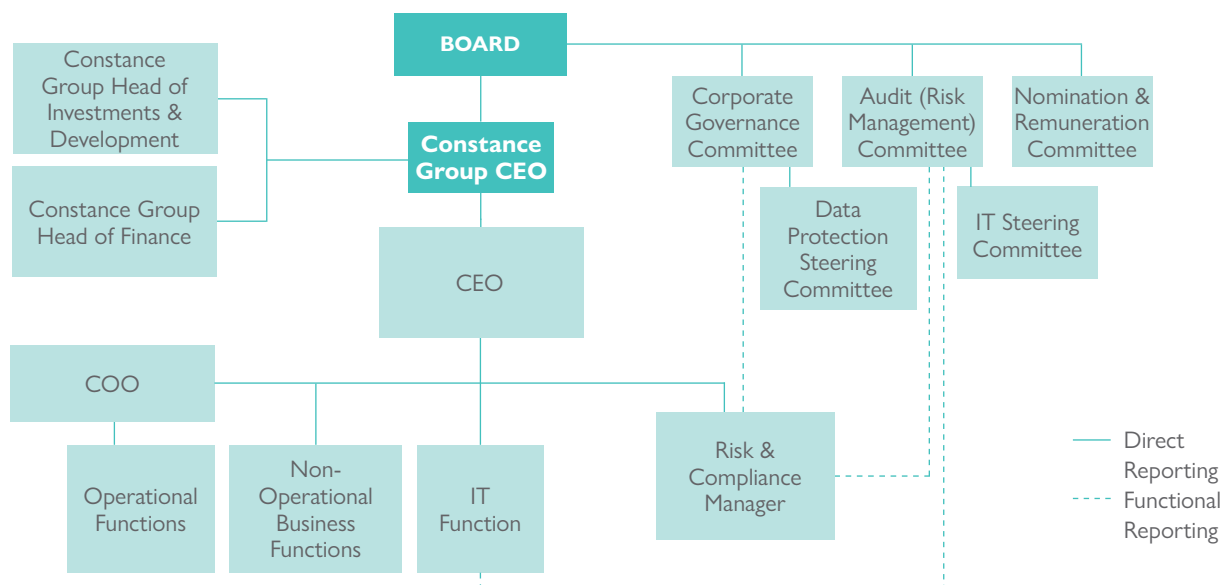 BOARD
Constance
Group Head of
Investments &
Development
Corporate
Governance
Committee
Audit (Risk
Management)
Committee
Nomination &
Remuneration
Committee
Constance
Group CEO
Constance Group
Head of Finance
Data
Protection
Steering
Committee
IT Steering
Committee
CEO
COO
Operational
Functions
Non-
Operational
Business
Functions
IT
Function
Risk &
Compliance
Manager
Direct
Reporting
Functional
Reporting